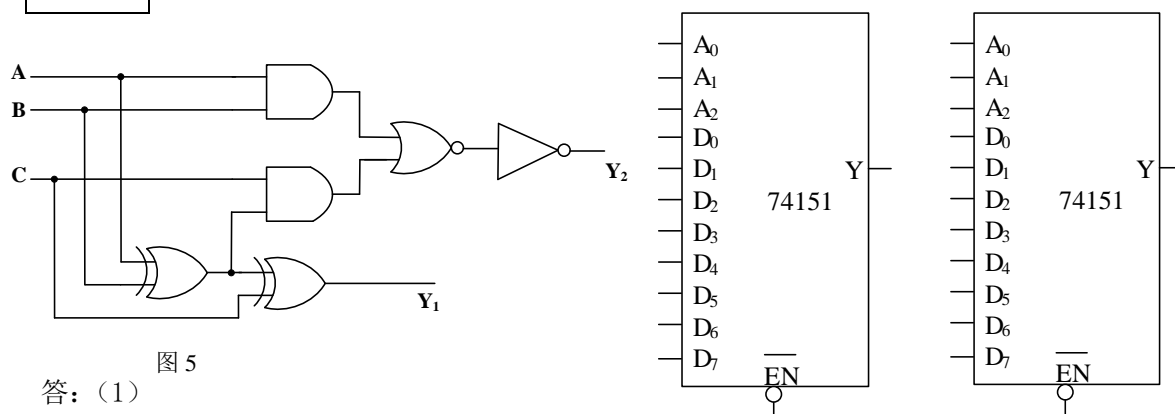 A
B
C
Y₂
Y₁
图 5
答：（1）
A₀
A₁
A₂
D₀
D₁
D₂
D₃
D₄
D₅
D₆
D₇
Y
74151
EN
A₀
A₁
A₂
D₀
D₁
D₂
D₃
D₄
D₅
D₆
D₇
Y
74151
EN